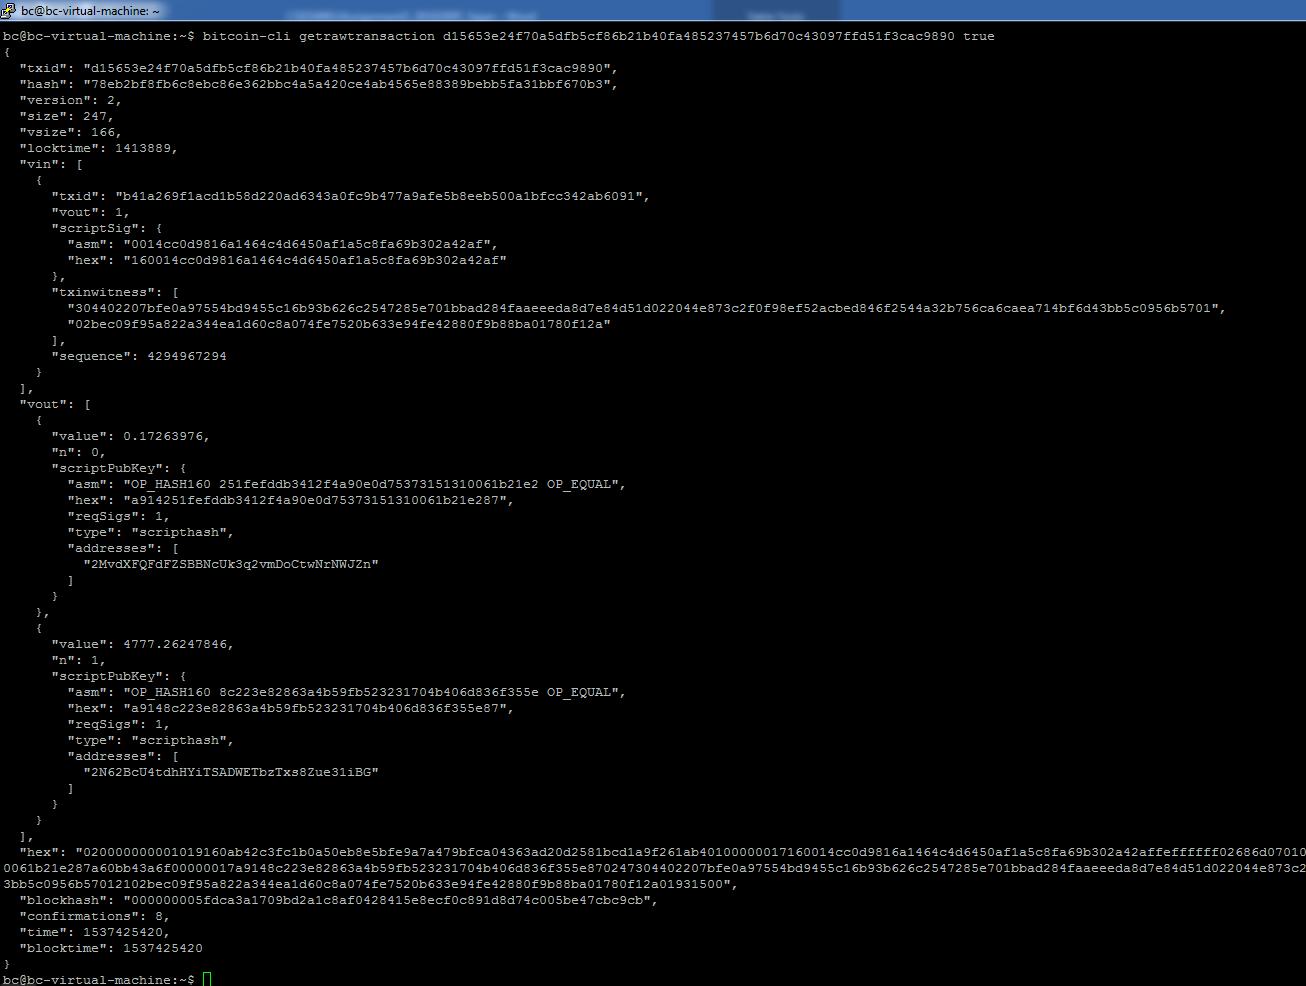 bc@bc-virtual-machine: ~
bc@bc-virtual-machine:~$ bitcoin-cli getrawtransaction d15653e24f70a5dfb5cf86b21b40fa485237457b6d70c43097ffd51f3cac9890 true
{
  "txid": "d15653e24f70a5dfb5cf86b21b40fa485237457b6d70c43097ffd51f3cac9890",
  "hash": "78eb2bf8fb6c8ebc86e362bbc4a5a420ce4ab4565e88389bebb5fa31bbf670b3",
  "version": 2,
  "size": 247,
  "vsize": 166,
  "locktime": 1413889,
  "vin": [
    {
      "txid": "b41a269f1acd1b58d220ad6343a0fc9b477a9afe5b8eeb500a1bfcc342ab6091",
      "vout": 1,
      "scriptSig": {
        "asm": "0014cc0d9816a1464c4d6450af1a5c8fa69b302a42af",
        "hex": "160014cc0d9816a1464c4d6450af1a5c8fa69b302a42af"
      },
      "txinwitness": [
        "304402207bfe0a97554bd9455c16b93b626c2547285e701bbad284faaeeeda8d7e84d51d022044e873c2f0f98ef52acbed846f2544a32b756ca6caea714bf6d43bb5c0956b5701",
        "02bec09f95a822a344ea1d60c8a074fe7520b633e94fe42880f9b88ba01780f12a"
      ],
      "sequence": 4294967294
    }
  ],
  "vout": [
    {
      "value": 0.17263976,
      "n": 0,
      "scriptPubKey": {
        "asm": "OP_HASH160 251fefddb3412f4a90e0d75373151310061b21e2 OP_EQUAL",
        "hex": "a914251fefddb3412f4a90e0d75373151310061b21e287",
        "reqSigs": 1,
        "type": "scripthash",
        "addresses": [
          "2MvdXFQFdFZSBBNcUk3q2vmDoCtwNrNWJZn"
        ]
      }
    },
    {
      "value": 4777.26247846,
      "n": 1,
      "scriptPubKey": {
        "asm": "OP_HASH160 8c223e82863a4b59fb523231704b406d836f355e OP_EQUAL",
        "hex": "a9148c223e82863a4b59fb523231704b406d836f355e87",
        "reqSigs": 1,
        "type": "scripthash",
        "addresses": [
          "2N62BcU4tdhHYiTSADWETbzTxs8Zue31iBG"
        ]
      }
    }
  ],
  "hex": "020000000001019160ab42c3fc1b0a50eb8e5bfe9a7a479bfca04363ad20d2581bcd1a9f261ab40100000017160014cc0d9816a1464c4d6450af1a5c8fa69b302a42affeffffff02686d07010
0061b21e287a60bb43a6f00000017a9148c223e82863a4b59fb523231704b406d836f355e870247304402207bfe0a97554bd9455c16b93b626c2547285e701bbad284faaeeeda8d7e84d51d022044e873c2
3bb5c0956b57012102bec09f95a822a344ea1d60c8a074fe7520b633e94fe42880f9b88ba01780f12a01931500",
  "blockhash": "000000005fdca3a1709bd2a1c8af0428415e8ecf0c891d8d74c005be47cbc9cb",
  "confirmations": 8,
  "time": 1537425420,
  "blocktime": 1537425420
}
bc@bc-virtual-machine:~$